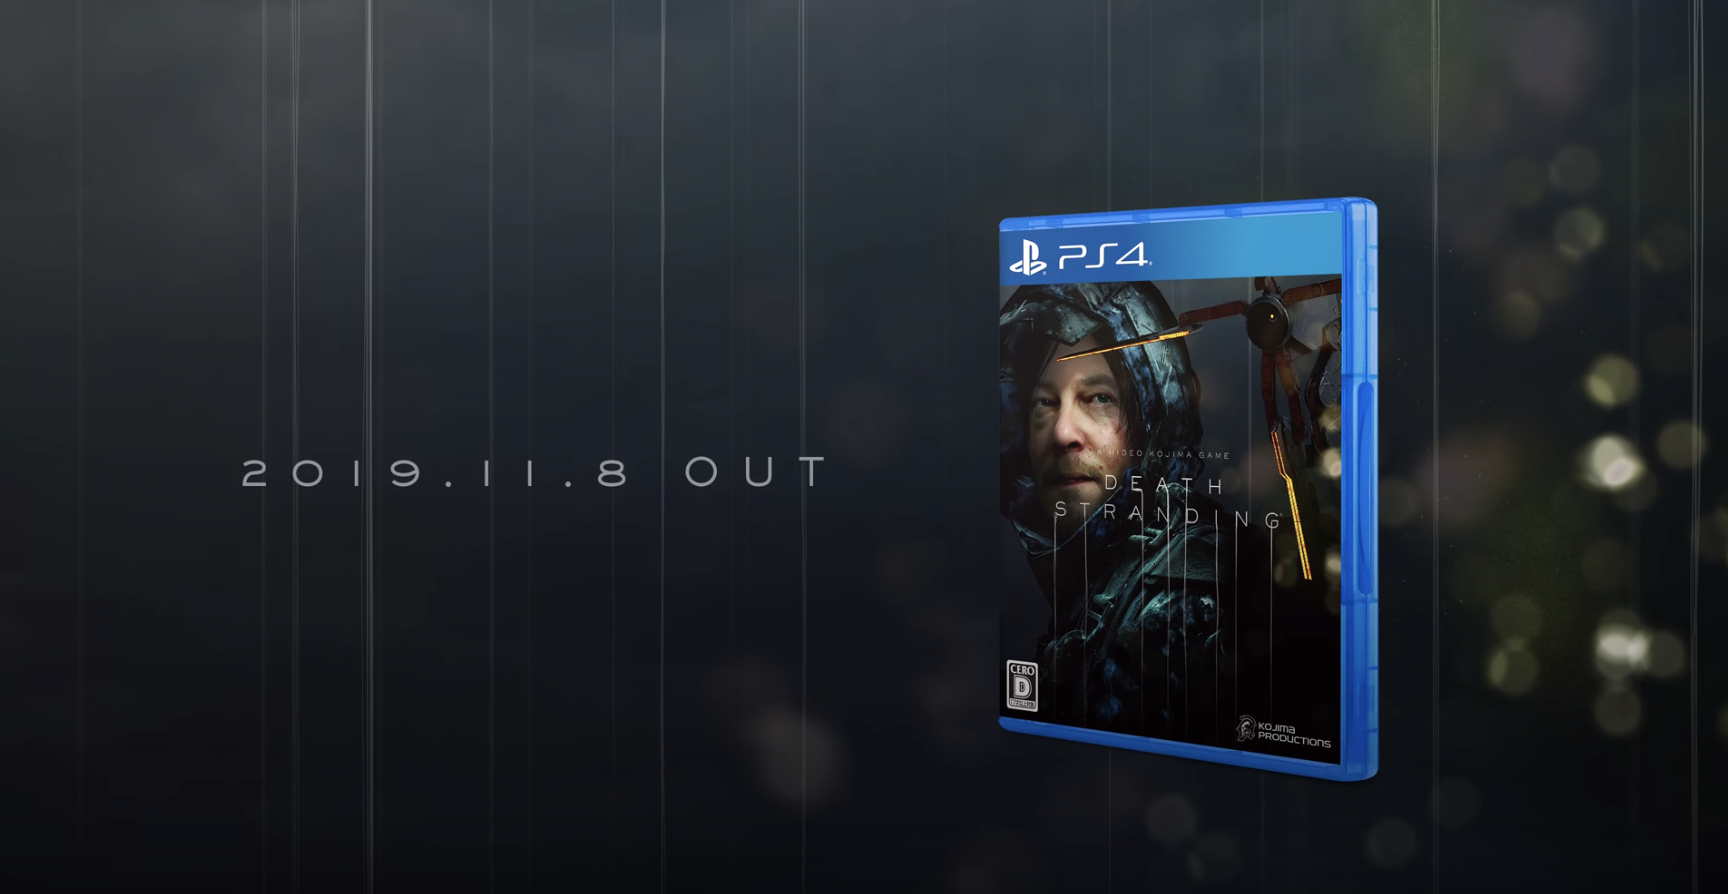 2019.11.8 OUT
PS4
A HIDEO KOJIMA GAME
DEATH
STRANDING
CERO
D
KOJIMA
PRODUCTIONS